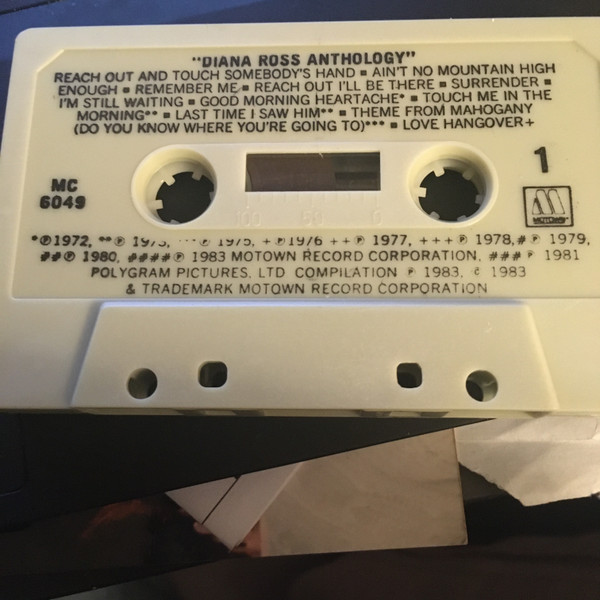 "DIANA ROSS ANTHOLOGY"
REACH OUT AND TOUCH SOMEBODY'S HAND ▪ AIN'T NO MOUNTAIN HIGH
ENOUGH ▪ REMEMBER ME ▪ REACH OUT I'LL BE THERE ▪ SURRENDER ▪
I'M STILL WAITING ▪ GOOD MORNING HEARTACHE* ▪ TOUCH ME IN THE
MORNING** ▪ LAST TIME I SAW HIM** ▪ THEME FROM MAHOGANY
(DO YOU KNOW WHERE YOU'RE GOING TO)*** ▪ LOVE HANGOVER+
MC
6049
100 50 0
1
MOTOWN
*℗1972, **℗ 1973, ***℗ 1975, +℗1976 ++℗ 1977, +++℗ 1978,#℗ 1979,
##℗ 1980, ####℗ 1983 MOTOWN RECORD CORPORATION, ###℗ 1981
POLYGRAM PICTURES, LTD COMPILATION ℗ 1983, © 1983
& TRADEMARK MOTOWN RECORD CORPORATION